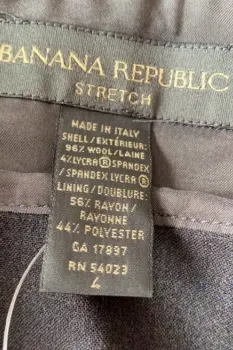 BANANA REPUBLIC
STRETCH
MADE IN ITALY
SHELL/EXTÉRIEUR:
96% WOOL/LAINE
4% LYCRA® SPANDEX
/SPANDEX LYCRA®
LINING/DOUBLURE:
56% RAYON/
RAYONNE
44% POLYESTER
CA 17897
RN 54023
4